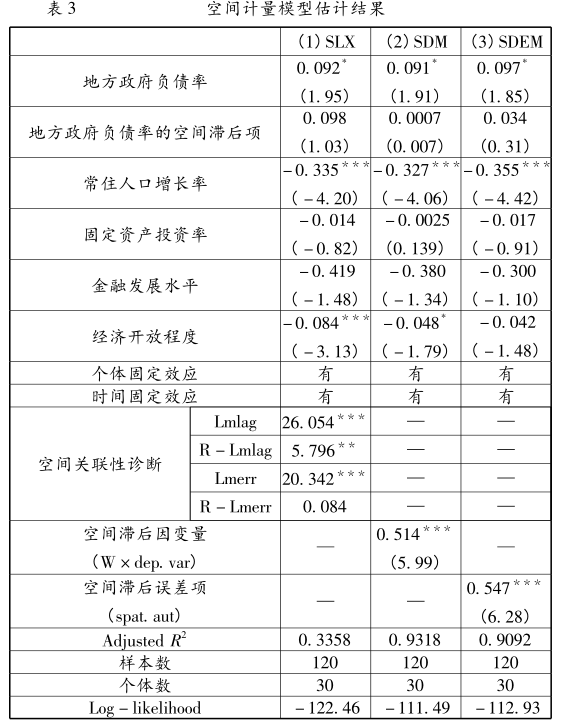 表 3 空间计量模型估计结果
(1) SLX (2) SDM (3) SDEM
地方政府负债率 0. 092* 0. 091* 0. 097*
(1. 95) (1. 91) (1. 85)
地方政府负债率的空间滞后项 0. 098 0. 0007 0. 034
(1. 03) (0. 007) (0. 31)
常住人口增长率 -0. 335*** -0. 327*** -0. 355***
( -4. 20) ( -4. 06) ( -4. 42)
固定资产投资率 -0. 014 -0. 0025 -0. 017
( -0. 82) (0. 139) ( -0. 91)
金融发展水平 -0. 419 -0. 380 -0. 300
( -1. 48) ( -1. 34) ( -1. 10)
经济开放程度 -0. 084*** -0. 048* -0. 042
( -3. 13) ( -1. 79) ( -1. 48)
个体固定效应 有 有 有
时间固定效应 有 有 有
空间关联性诊断 Lmlag 26. 054*** — —
R - Lmlag 5. 796** — —
Lmerr 20. 342*** — —
R - Lmerr 0. 084 — —
空间滞后因变量 — 0. 514*** —
(W × dep. var) (5. 99)
空间滞后误差项 — — 0. 547***
(spat. aut) (6. 28)
Adjusted R² 0. 3358 0. 9318 0. 9092
样本数 120 120 120
个体数 30 30 30
Log - likelihood -122. 46 -111. 49 -112. 93